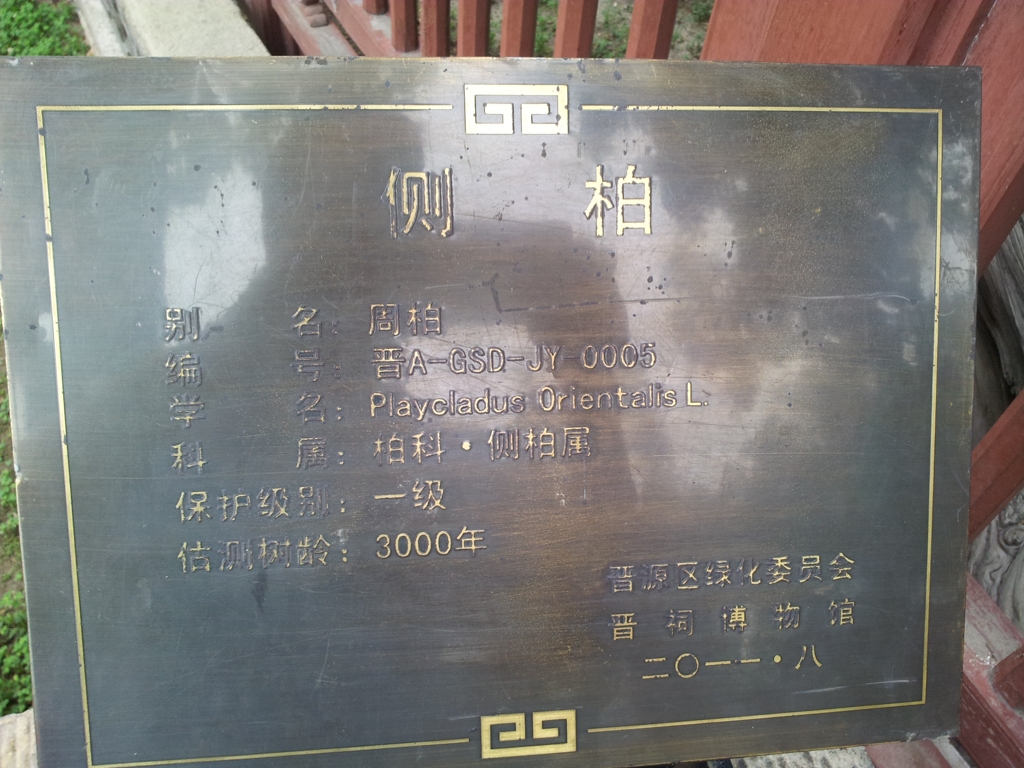 侧柏
别名：周柏
编号：晋A-GSD-JY-0005
学名：Playcladus Orientalis L.
科属：柏科·侧柏属
保护级别：一级
估测树龄：3000年
晋源区绿化委员会
晋祠博物馆
二〇一一·八